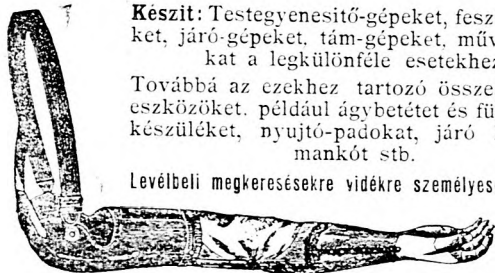 Készit: Testegyenesitő-gépeket, fesz
ket, járó-gépeket, tám-gépeket, műv
kat a legkülönféle esetekhez
Továbbá az ezekhez tartozó össze
eszközöket. például ágybetétet és fü
készüléket, nyujtó-padokat, járó
mankót stb.
Levélbeli megkeresésekre vidékre személyes